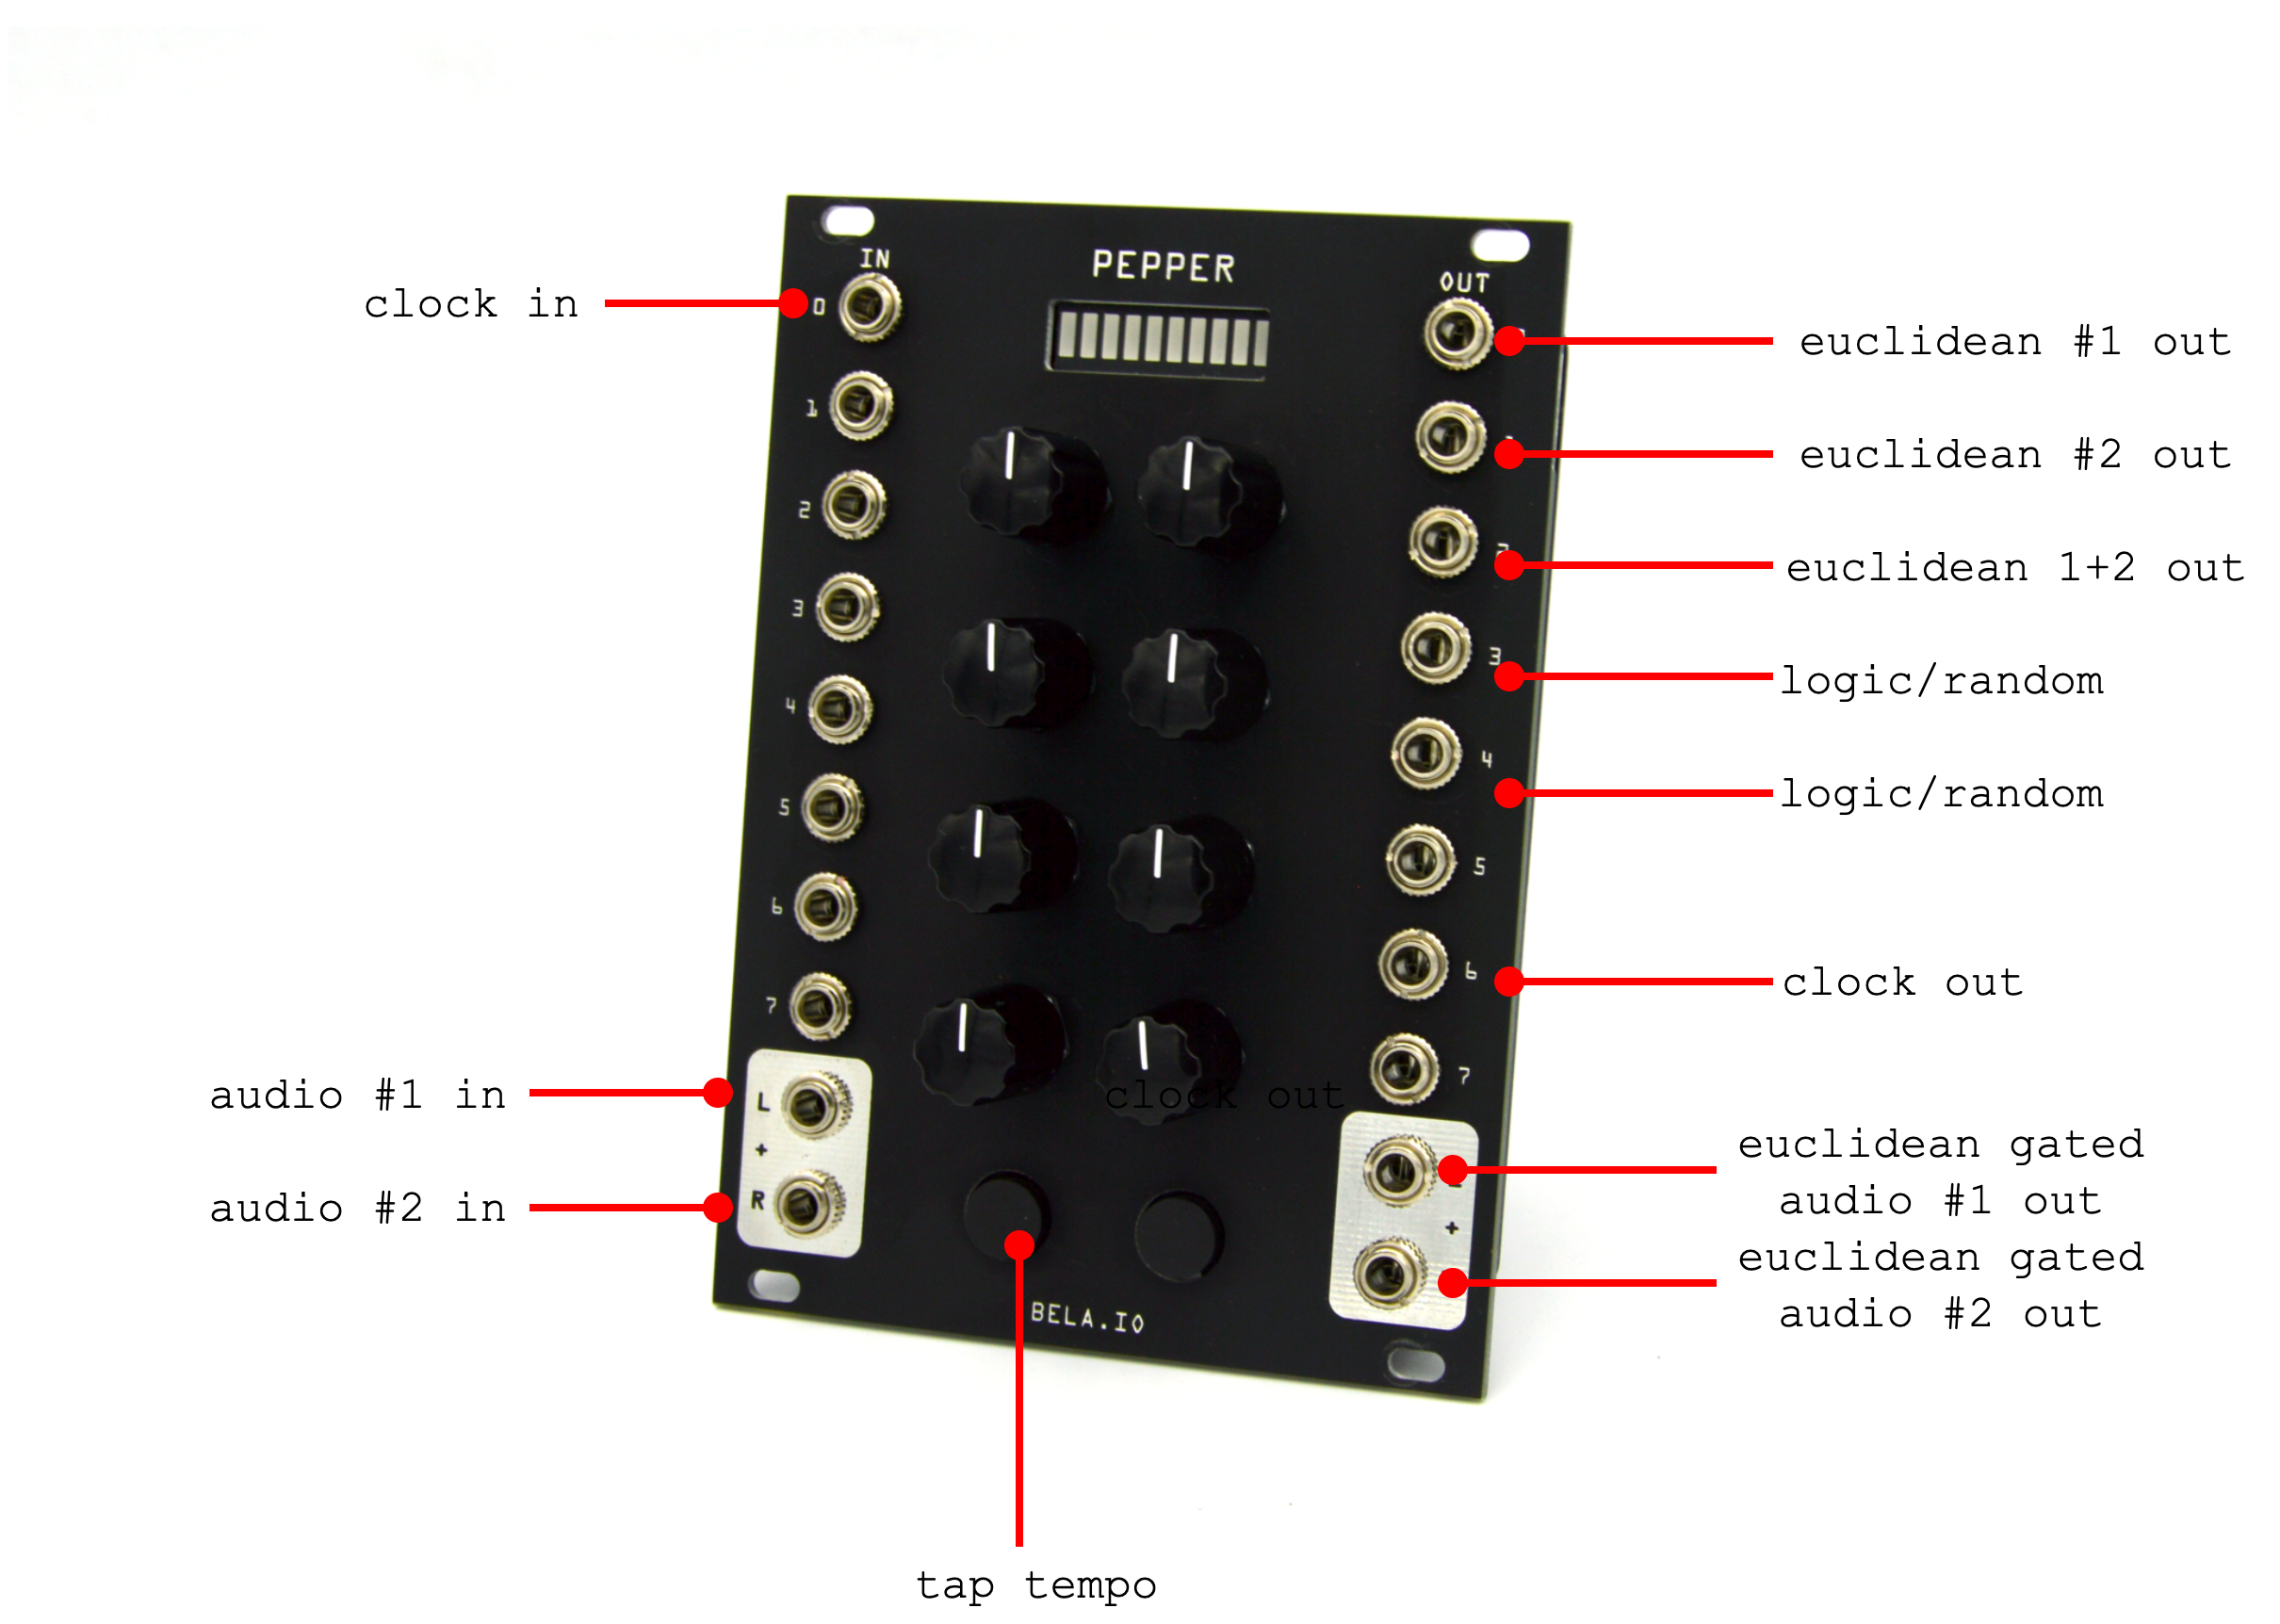 IN
PEPPER
OUT
clock in
0
euclidean #1 out
1
euclidean #2 out
2
euclidean 1+2 out
2
3
3
logic/random
4
4
logic/random
5
5
6
6
clock out
7
7
audio #1 in
L
clock out
+
euclidean gated
audio #1 out
audio #2 in
R
+
euclidean gated
audio #2 out
BELA.IO
tap tempo